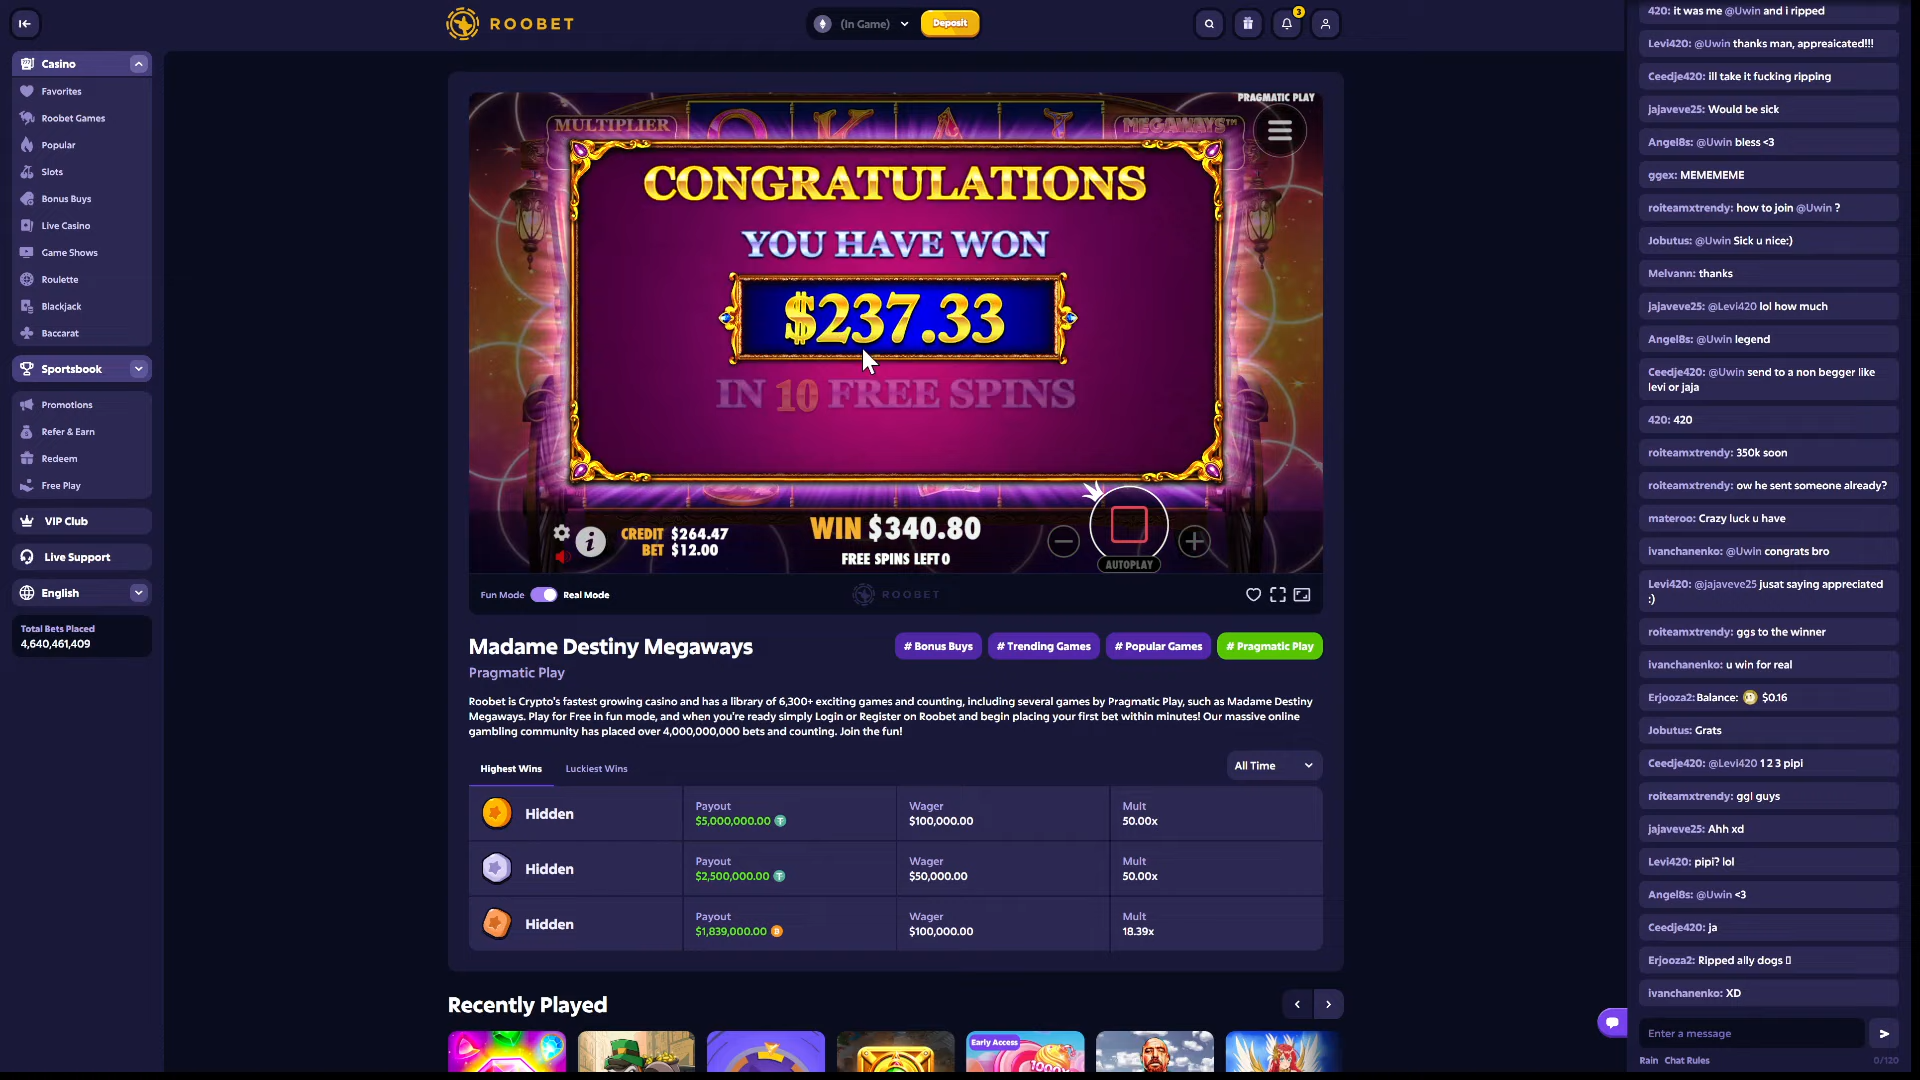 ROOBET
(In Game)
Deposit
3
Casino
Favorites
Roobet Games
Popular
Slots
Bonus Buys
Live Casino
Game Shows
Roulette
Blackjack
Baccarat
Sportsbook
Promotions
Refer & Earn
Redeem
Free Play
VIP Club
Live Support
English
Total Bets Placed
4,640,461,409
PRAGMATIC PLAY
MULTIPLIER
MEGAWAYS™
CONGRATULATIONS
YOU HAVE WON
$237.33
IN 10 FREE SPINS
CREDIT $264.47
BET $12.00
WIN $340.80
FREE SPINS LEFT 0
AUTOPLAY
Fun Mode
Real Mode
ROOBET
Madame Destiny Megaways
Pragmatic Play
# Bonus Buys
# Trending Games
# Popular Games
# Pragmatic Play
Roobet is Crypto's fastest growing casino and has a library of 6,300+ exciting games and counting, including several games by Pragmatic Play, such as Madame Destiny
Megaways. Play for Free in fun mode, and when you're ready simply Login or Register on Roobet and begin placing your first bet within minutes! Our massive online
gambling community has placed over 4,000,000,000 bets and counting. Join the fun!
Highest Wins
Luckiest Wins
All Time
Hidden
Payout
$5,000,000.00
Wager
$100,000.00
Mult
50.00x
Hidden
Payout
$2,500,000.00
Wager
$50,000.00
Mult
50.00x
Hidden
Payout
$1,839,000.00
Wager
$100,000.00
Mult
18.39x
Recently Played
Early Access
1000X
420: it was me @Uwin and i ripped
Levi420: @Uwin thanks man, appreaicated!!!
Ceedje420: ill take it fucking ripping
jajaveve25: Would be sick
Angel8s: @Uwin bless <3
ggex: MEMEMEME
roiteamxtrendy: how to join @Uwin ?
Jobutus: @Uwin Sick u nice:)
Melvann: thanks
jajaveve25: @Levi420 lol how much
Angel8s: @Uwin legend
Ceedje420: @Uwin send to a non begger like
levi or jaja
420: 420
roiteamxtrendy: 350k soon
roiteamxtrendy: ow he sent someone already?
materoo: Crazy luck u have
ivanchanenko: @Uwin congrats bro
Levi420: @jajaveve25 jusat saying appreciated
:)
roiteamxtrendy: ggs to the winner
ivanchanenko: u win for real
Erjooza2: Balance: $0.16
Jobutus: Grats
Ceedje420: @Levi420 1 2 3 pipi
roiteamxtrendy: ggl guys
jajaveve25: Ahh xd
Levi420: pipi? lol
Angel8s: @Uwin <3
Ceedje420: ja
Erjooza2: Ripped ally dogs
ivanchanenko: XD
Enter a message
Rain
Chat Rules
0/120